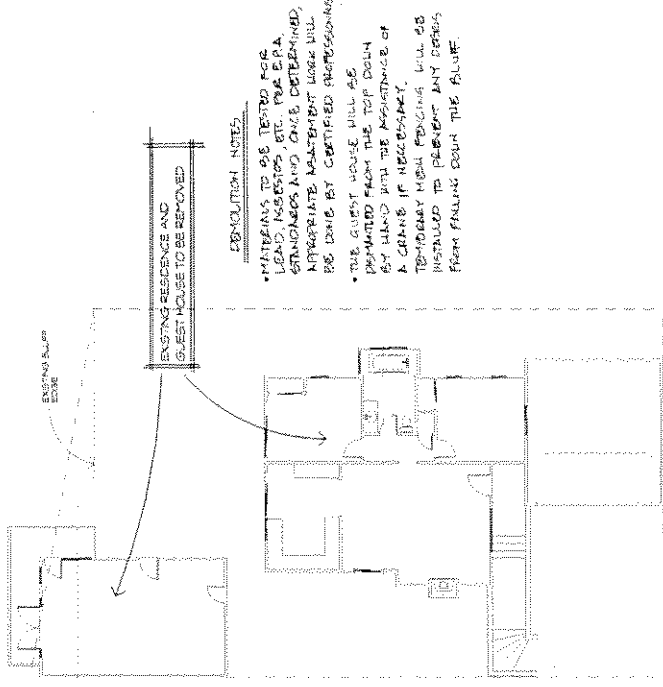 EXISTING BLUFF
EDGE
EXISTING RESIDENCE AND
GUEST HOUSE TO BE REMOVED
DEMOLITION NOTES
• MATERIALS TO BE TESTED FOR
LEAD, ASBESTOS, ETC. PER E.P.A.
STANDARDS AND ONCE DETERMINED,
APPROPRIATE ABATEMENT WORK WILL
BE DONE BY CERTIFIED PROFESSIONALS
• THE GUEST HOUSE WILL BE
DISMANTLED FROM THE TOP DOWN
BY HAND WITH THE ASSISTANCE OF
A CRANE IF NECESSARY.
TEMPORARY MESH FENCING WILL BE
INSTALLED TO PREVENT ANY DEBRIS
FROM FALLING DOWN THE BLUFF.